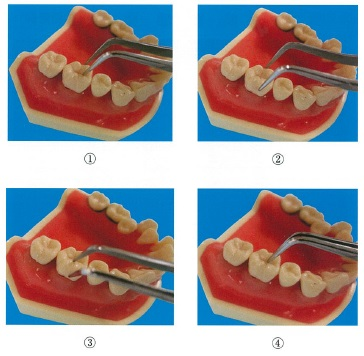 ①
②
③
④